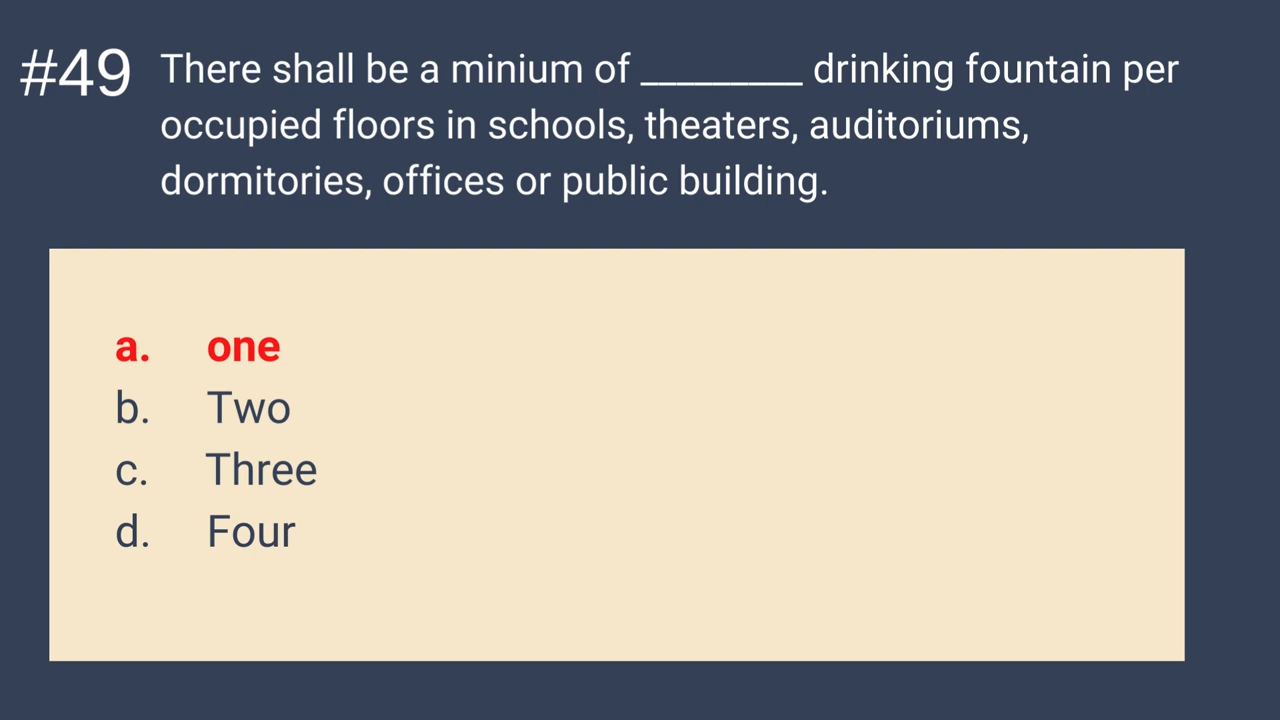 #49 There shall be a minium of _________ drinking fountain per
occupied floors in schools, theaters, auditoriums,
dormitories, offices or public building.
a. one
b. Two
c. Three
d. Four